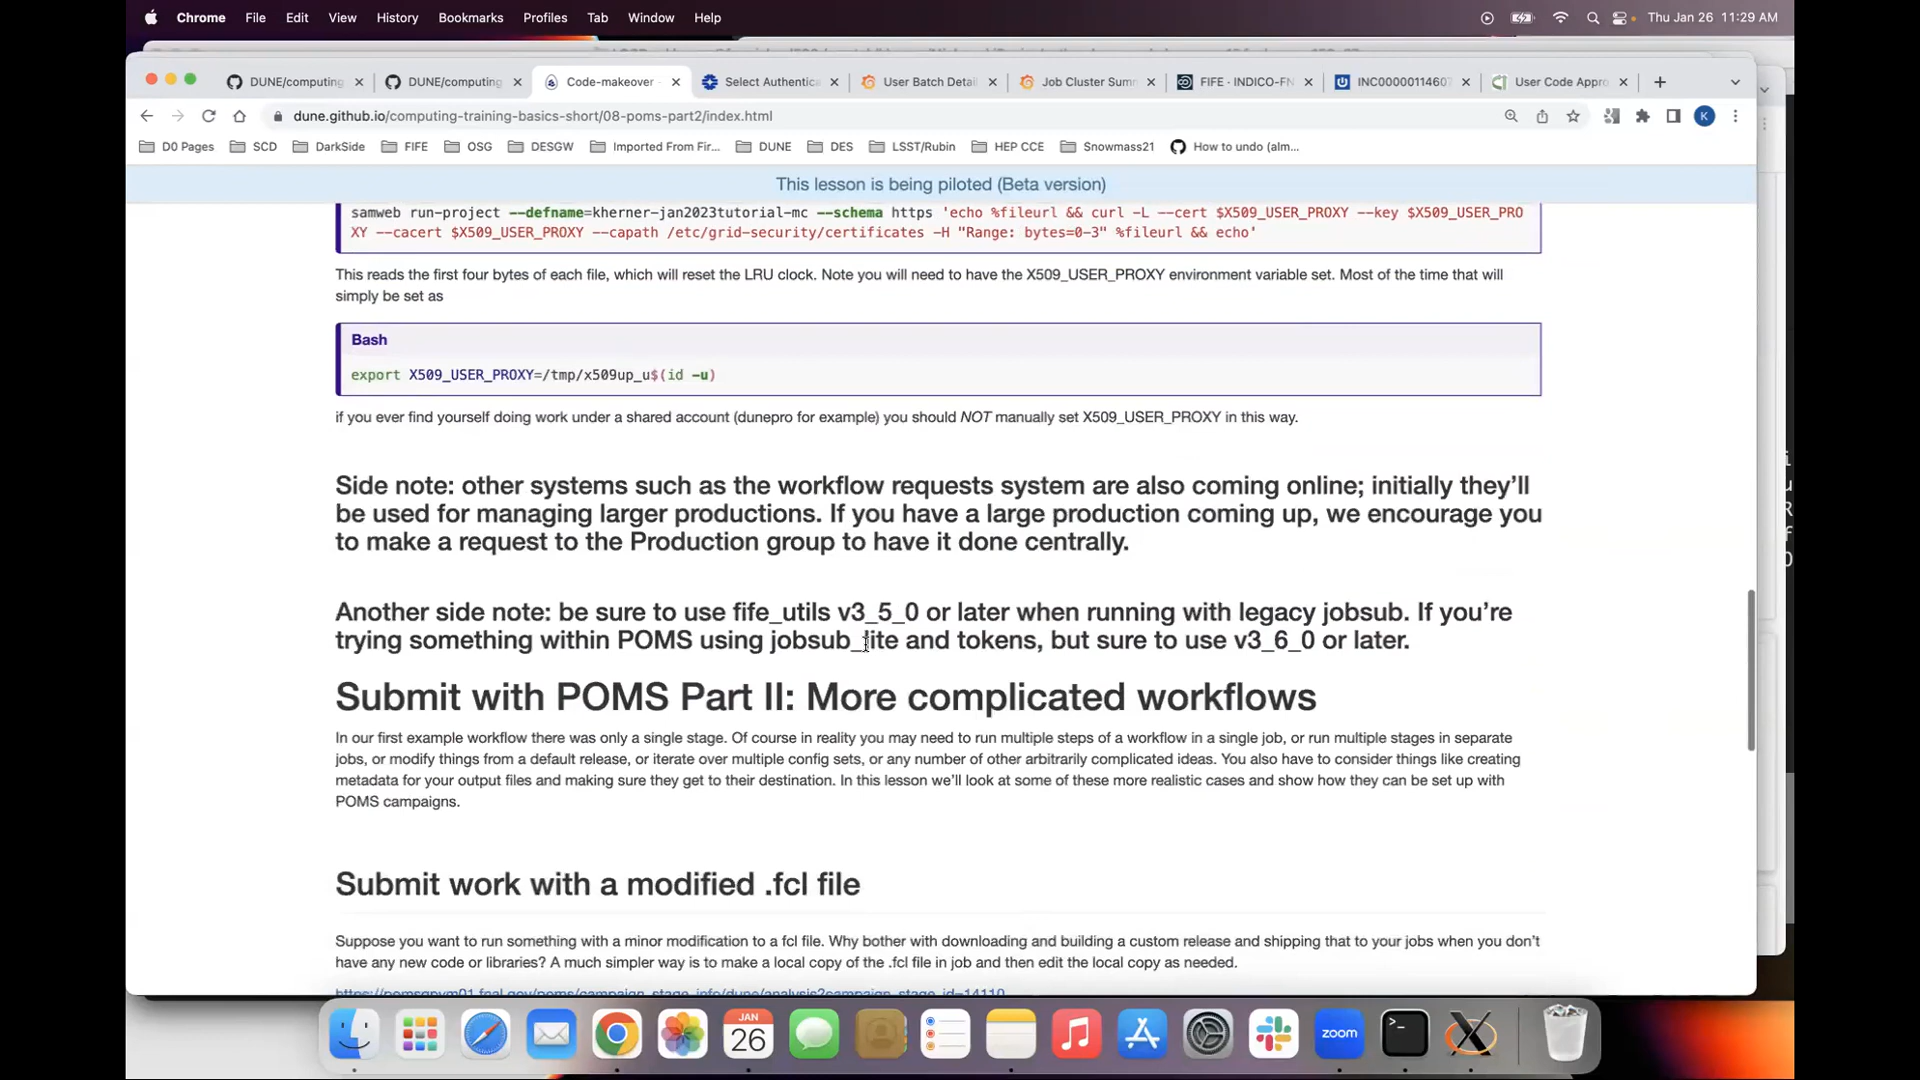 Chrome File Edit View History Bookmarks Profiles Tab Window Help
Thu Jan 26 11:29 AM
DUNE/computing
DUNE/computing
Code-makeover
Select Authentica
User Batch Detail
Job Cluster Summ
FIFE · INDICO-FN
INC00000011460
User Code Appro
dune.github.io/computing-training-basics-short/08-poms-part2/index.html
K
D0 Pages SCD DarkSide FIFE OSG DESGW Imported From Fir... DUNE DES LSST/Rubin HEP CCE Snowmass21 How to undo (alm...
This lesson is being piloted (Beta version)
samweb run-project --defname=kherner-jan2023tutorial-mc --schema https 'echo %fileurl && curl -L --cert $X509_USER_PROXY --key $X509_USER_PRO
XY --cacert $X509_USER_PROXY --capath /etc/grid-security/certificates -H "Range: bytes=0-3" %fileurl && echo'
This reads the first four bytes of each file, which will reset the LRU clock. Note you will need to have the X509_USER_PROXY environment variable set. Most of the time that will
simply be set as
Bash
export X509_USER_PROXY=/tmp/x509up_u$(id -u)
if you ever find yourself doing work under a shared account (dunepro for example) you should NOT manually set X509_USER_PROXY in this way.
Side note: other systems such as the workflow requests system are also coming online; initially they'll
be used for managing larger productions. If you have a large production coming up, we encourage you
to make a request to the Production group to have it done centrally.
Another side note: be sure to use fife_utils v3_5_0 or later when running with legacy jobsub. If you're
trying something within POMS using jobsub_lite and tokens, but sure to use v3_6_0 or later.
Submit with POMS Part II: More complicated workflows
In our first example workflow there was only a single stage. Of course in reality you may need to run multiple steps of a workflow in a single job, or run multiple stages in separate
jobs, or modify things from a default release, or iterate over multiple config sets, or any number of other arbitrarily complicated ideas. You also have to consider things like creating
metadata for your output files and making sure they get to their destination. In this lesson we'll look at some of these more realistic cases and show how they can be set up with
POMS campaigns.
Submit work with a modified .fcl file
Suppose you want to run something with a minor modification to a fcl file. Why bother with downloading and building a custom release and shipping that to your jobs when you don't
have any new code or libraries? A much simpler way is to make a local copy of the .fcl file in job and then edit the local copy as needed.
https://pomsgpvm01.fnal.gov/poms/campaign_stage_info/dune/analysis?campaign_stage_id=14110
JAN
26
zoom